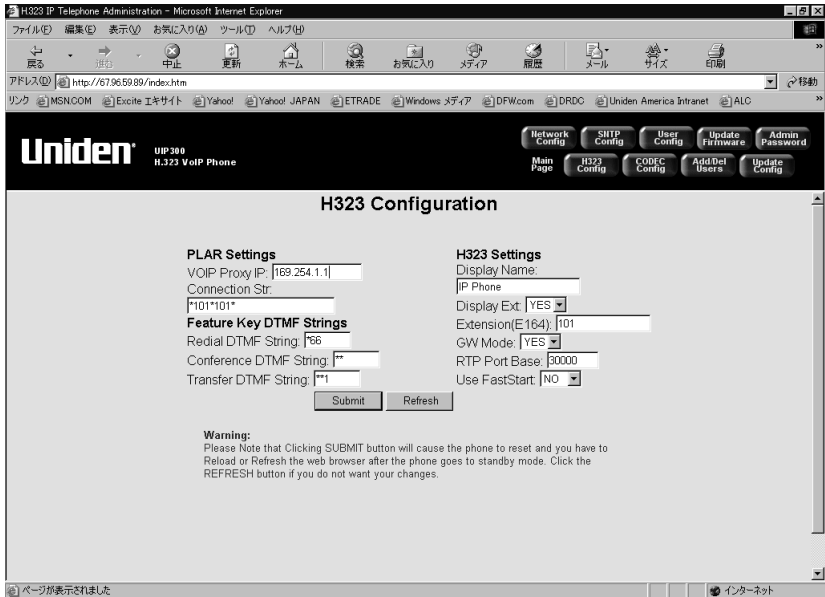 H.323 IP Telephone Administration - Microsoft Internet Explorer
ファイル(F) 編集(E) 表示(V) お気に入り(A) ツール(T) ヘルプ(H)
戻る 進む 中止 更新 ホーム 検索 お気に入り メディア 履歴 メール サイズ 印刷 »
アドレス(D) http://67.96.59.89/index.htm 移動
リンク MSN.COM Excite エキサイト Yahoo! Yahoo! JAPAN ETRADE Windows メディア DFW.com DRDC Uniden America Intranet ALC »
Uniden® UIP300
H.323 VoIP Phone
Network Config SNTP Config User Config Update Firmware Admin Password
Main Page H323 Config CODEC Config Add/Del Users Update Config
H323 Configuration
PLAR Settings
VOIP Proxy IP: 169.254.1.1
Connection Str:
*101*101*
Feature Key DTMF Strings
Redial DTMF String: *66
Conference DTMF String: **
Transfer DTMF String: **1
H323 Settings
Display Name:
IP Phone
Display Ext: YES
Extension(E164): 101
GW Mode: YES
RTP Port Base: 30000
Use FastStart: NO
Submit Refresh
Warning:
Please Note that Clicking SUBMIT button will cause the phone to reset and you have to
Reload or Refresh the web browser after the phone goes to standby mode. Click the
REFRESH button if you do not want your changes.
ページが表示されました インターネット